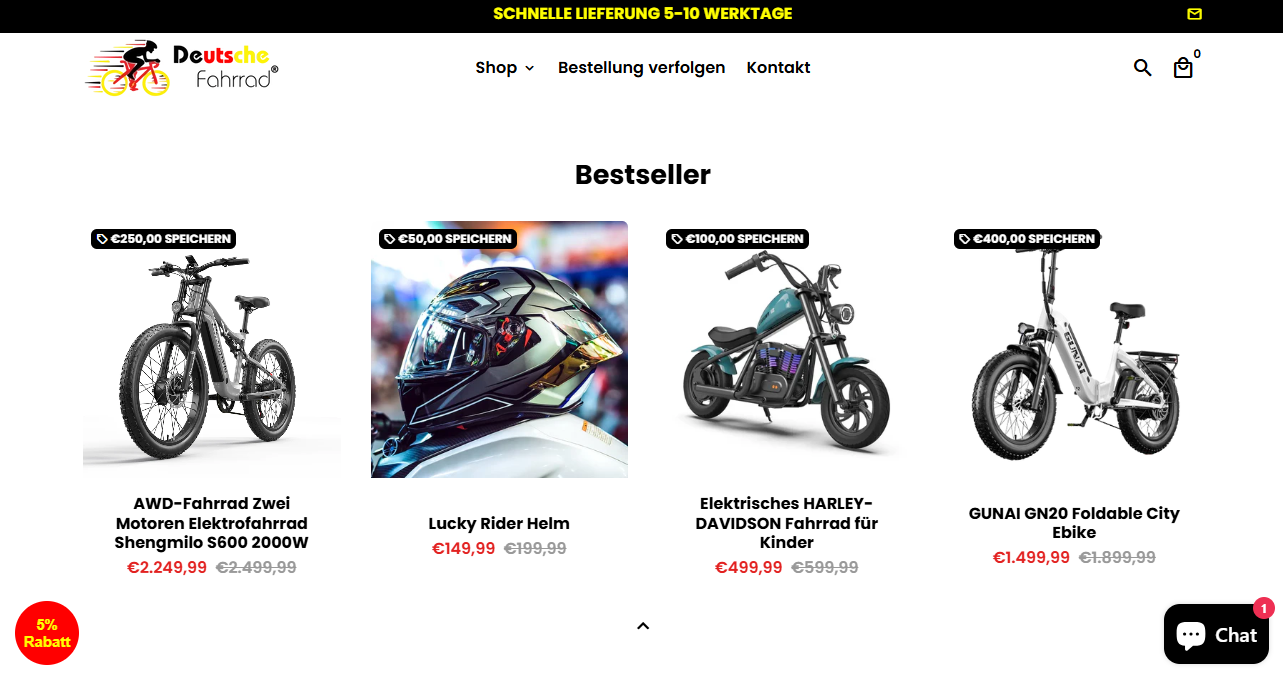 SCHNELLE LIEFERUNG 5-10 WERKTAGE
Deutsche
Fahrrad®
Shop
Bestellung verfolgen
Kontakt
0
Bestseller
€250,00 SPEICHERN
€50,00 SPEICHERN
€100,00 SPEICHERN
€400,00 SPEICHERN
GUNAI
AWD-Fahrrad Zwei
Motoren Elektrofahrrad
Shengmilo S600 2000W
€2.249,99 €2.499,99
Lucky Rider Helm
€149,99 €199,99
Elektrisches HARLEY-
DAVIDSON Fahrrad für
Kinder
€499,99 €599,99
GUNAI GN20 Foldable City
Ebike
€1.499,99 €1.899,99
5%
Rabatt
Chat
1